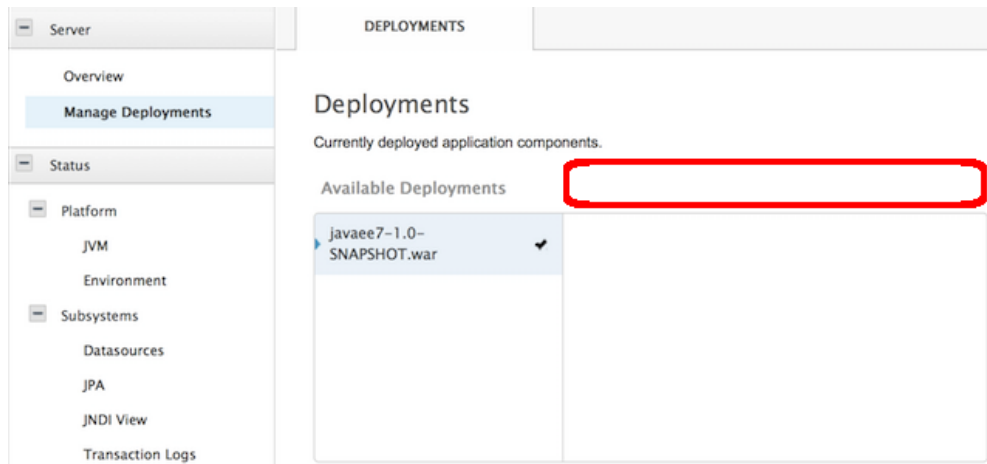 Server
Overview
Manage Deployments
Status
Platform
JVM
Environment
Subsystems
Datasources
JPA
JNDI View
Transaction Logs
DEPLOYMENTS
Deployments
Currently deployed application components.
Available Deployments
javaee7-1.0-
SNAPSHOT.war